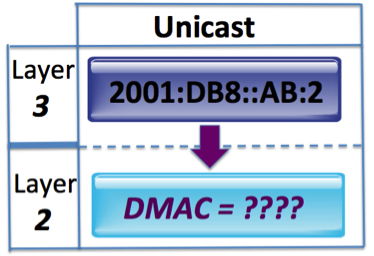 Unicast
Layer
3
2001:DB8::AB:2
Layer
2
DMAC = ????